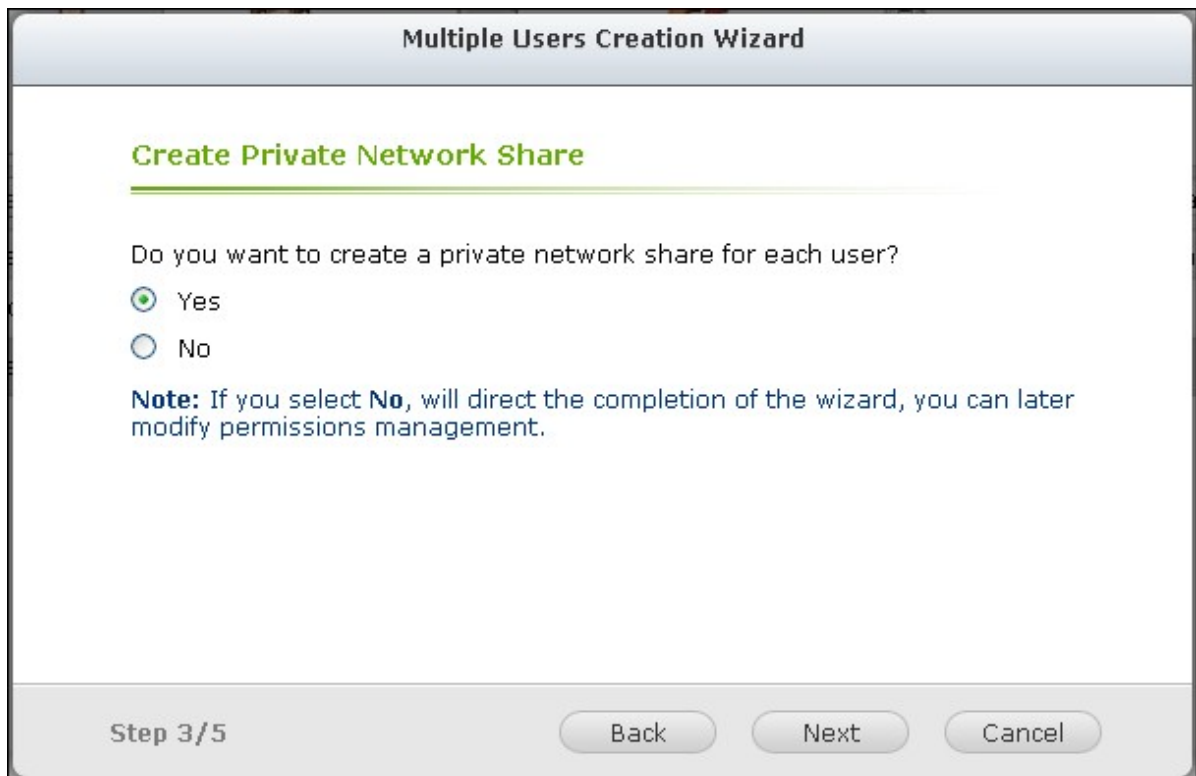 Multiple Users Creation Wizard
Create Private Network Share
Do you want to create a private network share for each user?
Yes
No
Note: If you select No, will direct the completion of the wizard, you can later
modify permissions management.
Step 3/5
Back
Next
Cancel